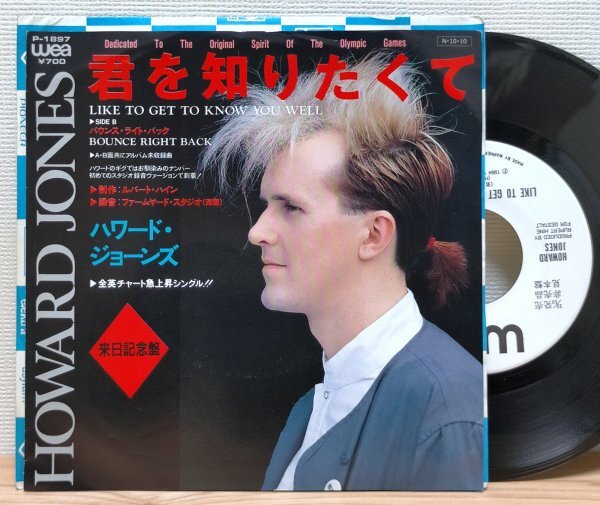 P-1897
wea
¥700
HOWARD JONES
Dedicated To The Original Spirit Of The Olympic Games
N・10・10
君を知りたくて
LIKE TO GET TO KNOW YOU WELL
▶SIDE B
バウンス・ライト・バック
BOUNCE RIGHT BACK
▶A・B面共にアルバム未収録曲
ハワードのギグではお馴染みのナンバー
初めてのスタジオ録音ヴァージョンで到着!
▶制作:ルパート・ハイン
▶録音:ファームヤード・スタジオ(英国)
ハワード・
ジョーンズ
▶全英チャート急上昇シングル!!
来日記念盤
PIONEER
LIKE TO GET
HOWARD
JONES
PRODUCED BY
RUPERT HINE
FOR GESTALT
見本盤
非売品
MADE BY WARNER